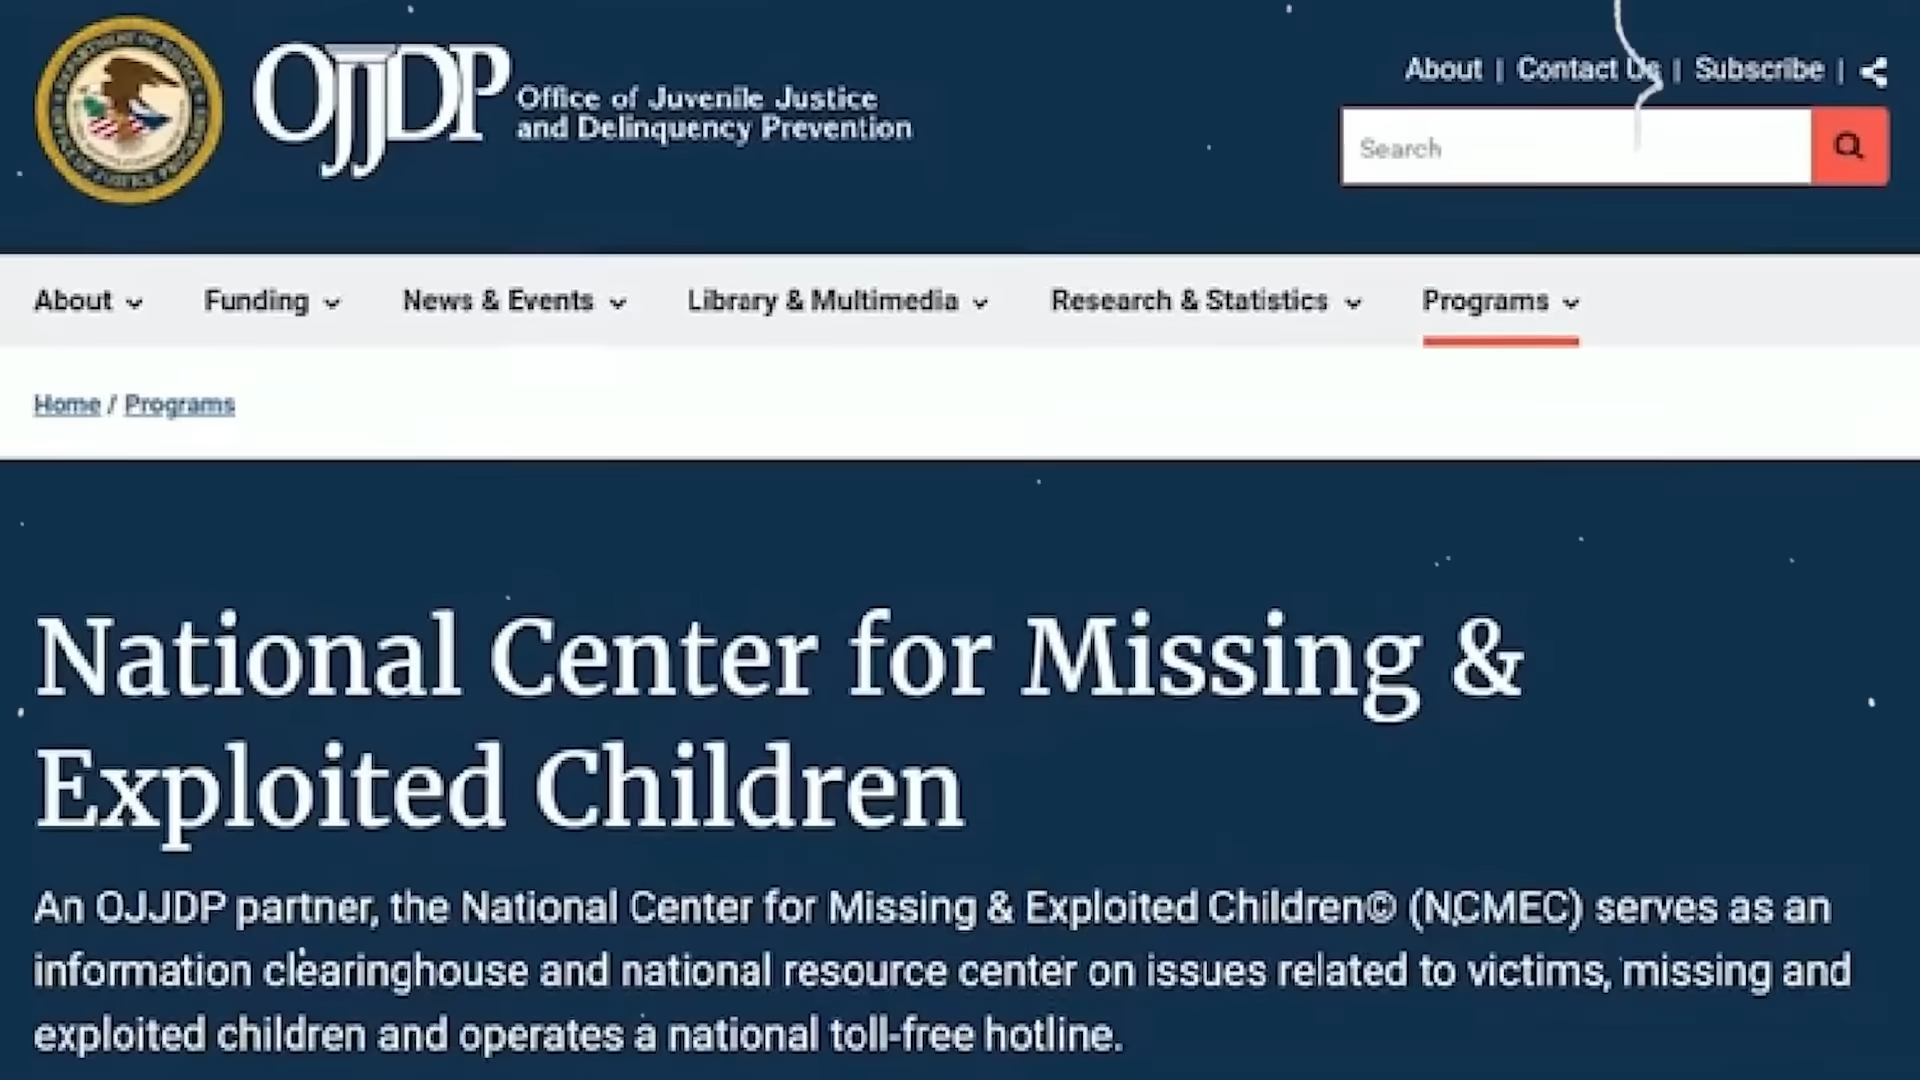 OJJDP
Office of Juvenile Justice
and Delinquency Prevention
About | Contact Us | Subscribe |
Search
About
Funding
News & Events
Library & Multimedia
Research & Statistics
Programs
Home / Programs
National Center for Missing &
Exploited Children
An OJJDP partner, the National Center for Missing & Exploited Children© (NCMEC) serves as an
information clearinghouse and national resource center on issues related to victims, missing and
exploited children and operates a national toll-free hotline.